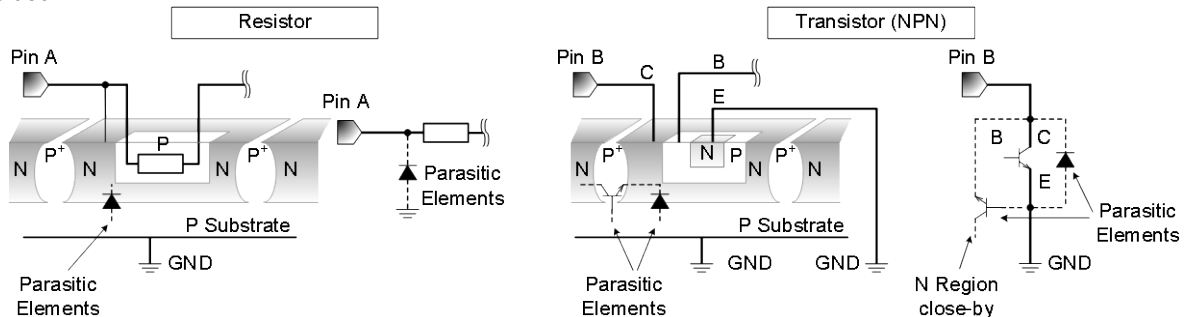 Resistor
Transistor (NPN)
Pin A
Pin B
Pin B
C
B
E
Pin A
B
C
E
N
P+
N
P
P+
N
N
N
P+
N
N
P
P+
N
N
Parasitic
Elements
P Substrate
P Substrate
Parasitic
Elements
GND
GND
GND
GND
Parasitic
Elements
Parasitic
Elements
N Region
close-by